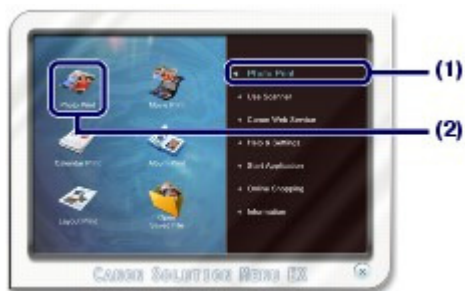 Photo Print
Movie Print
Calendar Print
Album Print
Layout Print
Open
Saved File
Photo Print
Use Scanner
Canon Web Service
Help & Settings
Start Application
Online Shopping
Information
(1)
(2)
CANON SOLUTION MENU EX